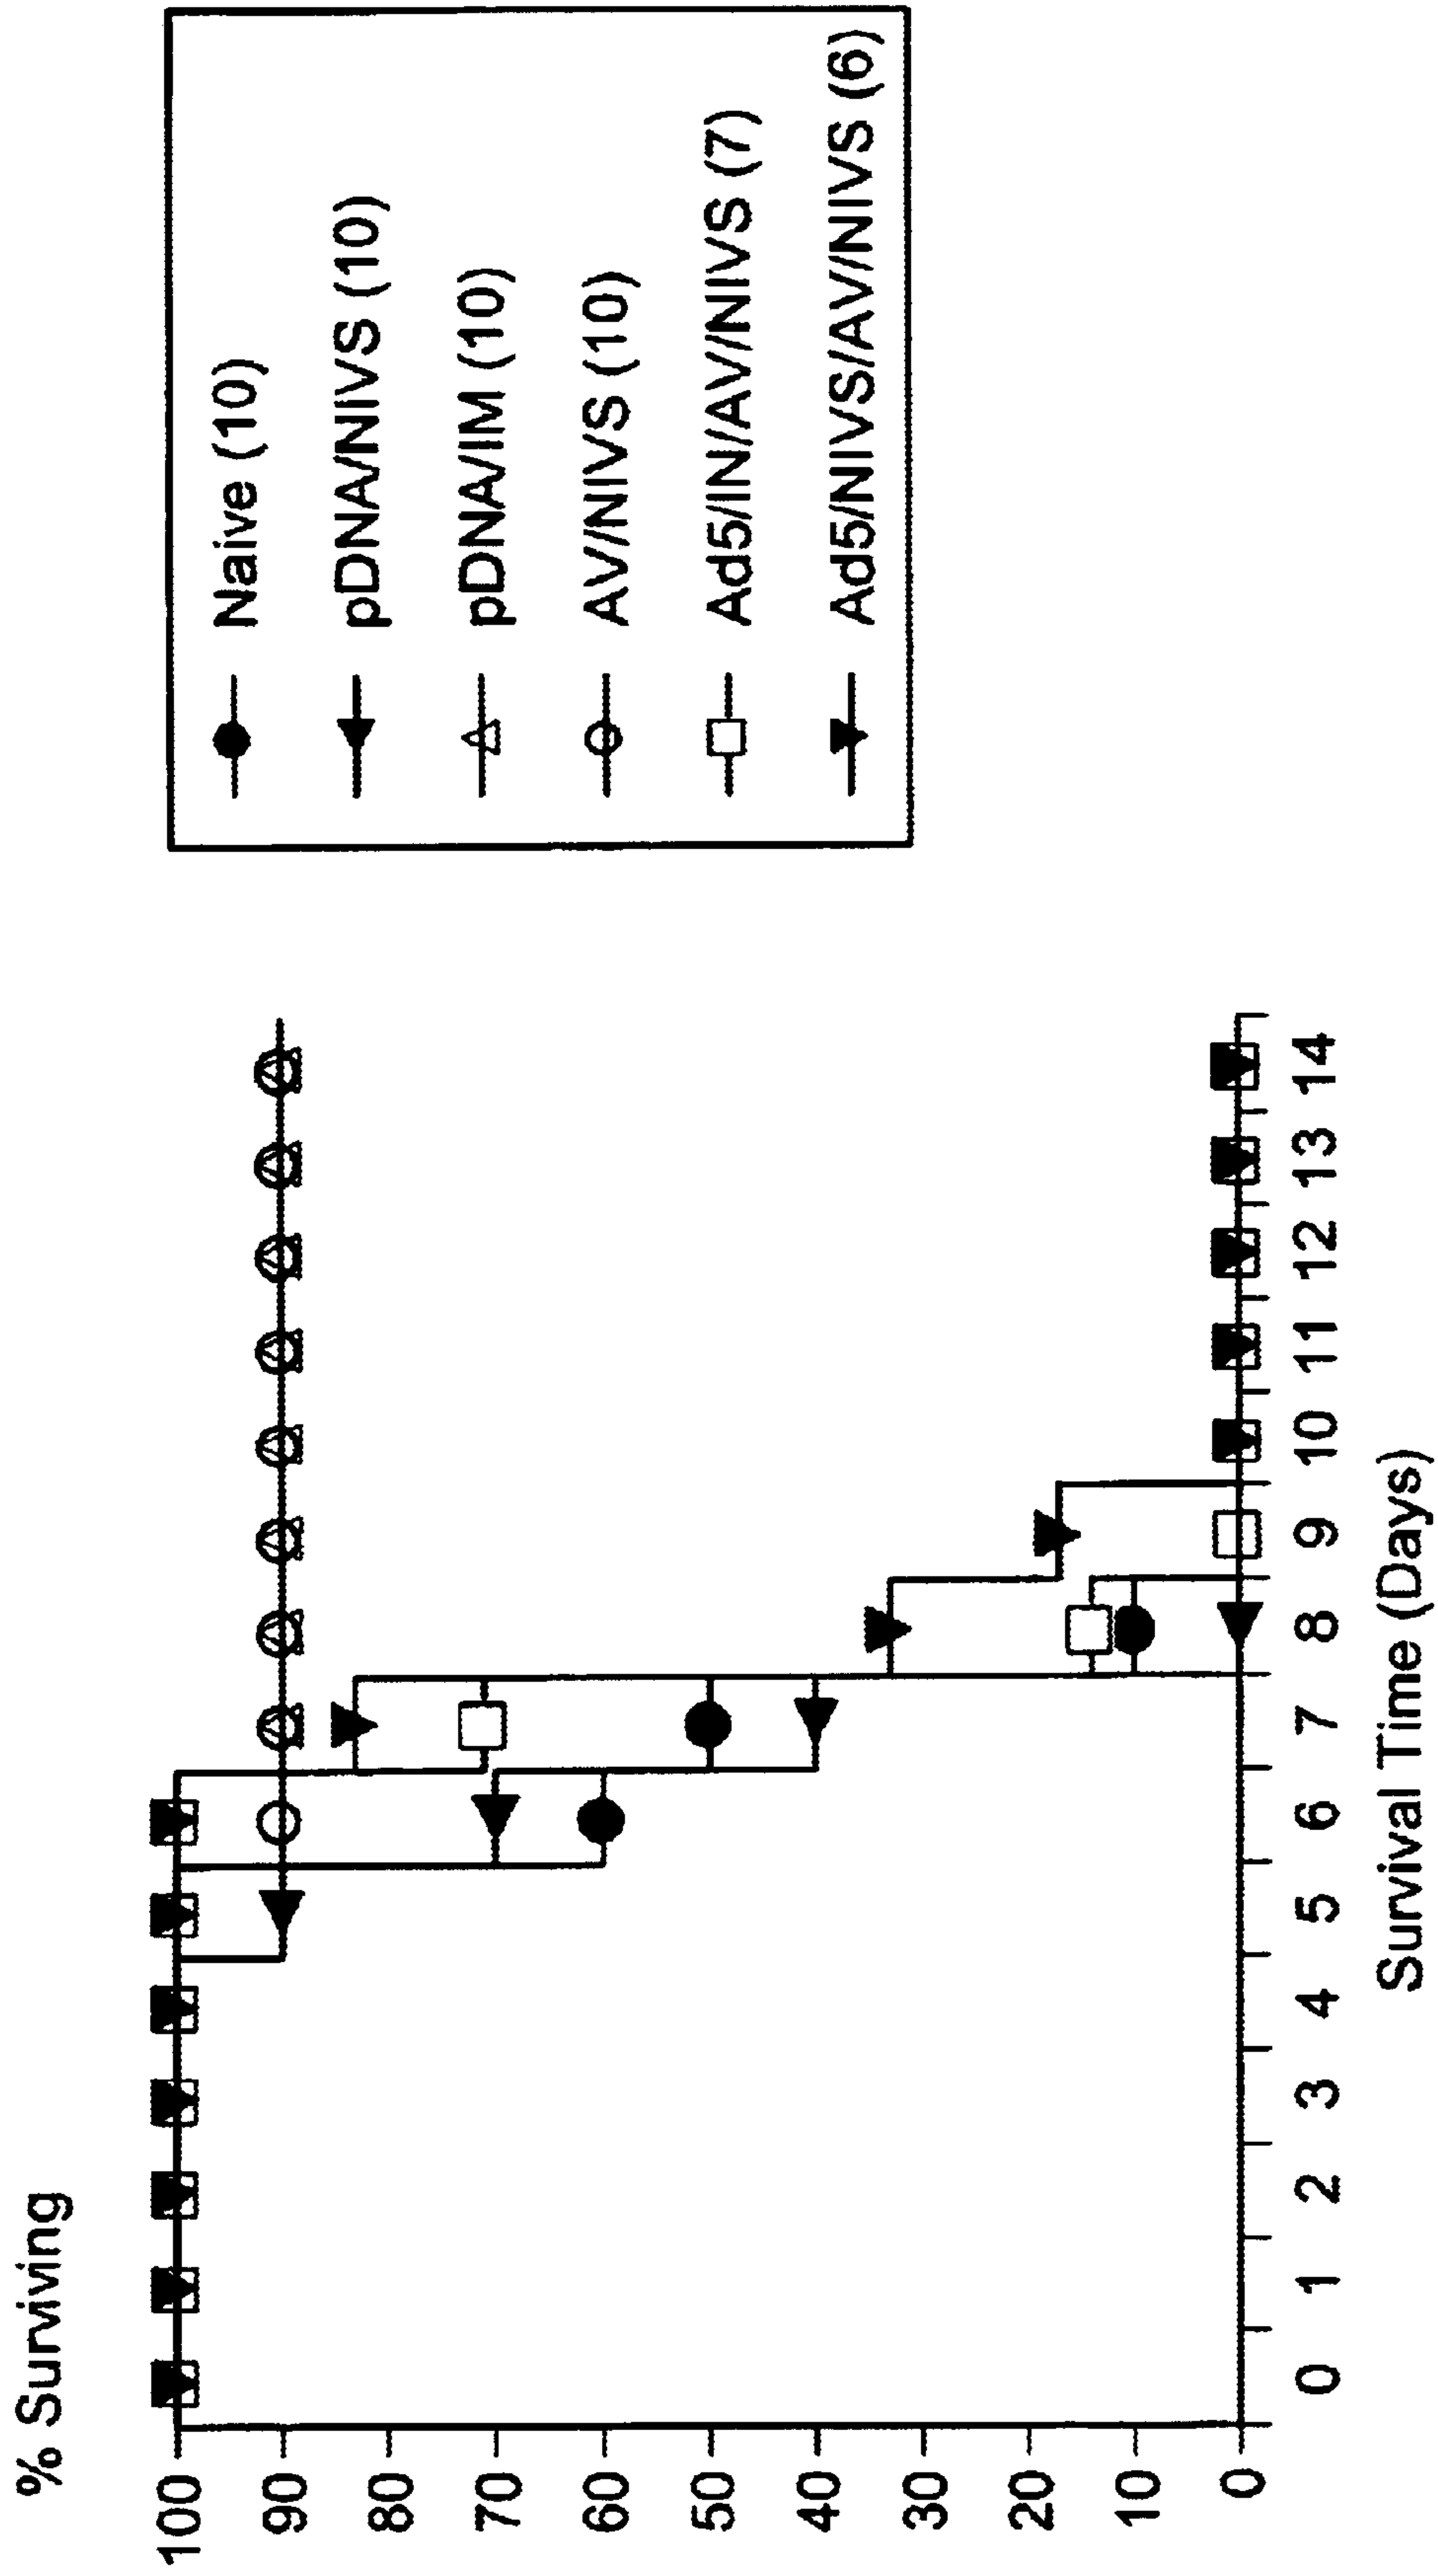 % Surviving
100
90
80
70
60
50
40
30
20
10
0
0 1 2 3 4 5 6 7 8 9 10 11 12 13 14
Survival Time (Days)
Naive (10)
pDNA/NIVS (10)
pDNA/IM (10)
AV/NIVS (10)
Ad5/IN/AV/NIVS (7)
Ad5/NIVS/AV/NIVS (6)